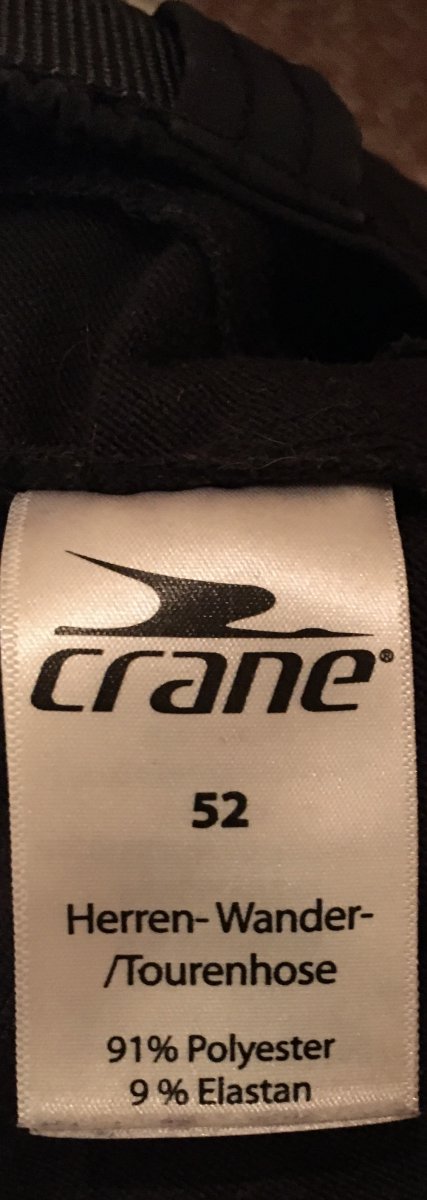 crane®
52
Herren- Wander-
/Tourenhose
91% Polyester
9 % Elastan